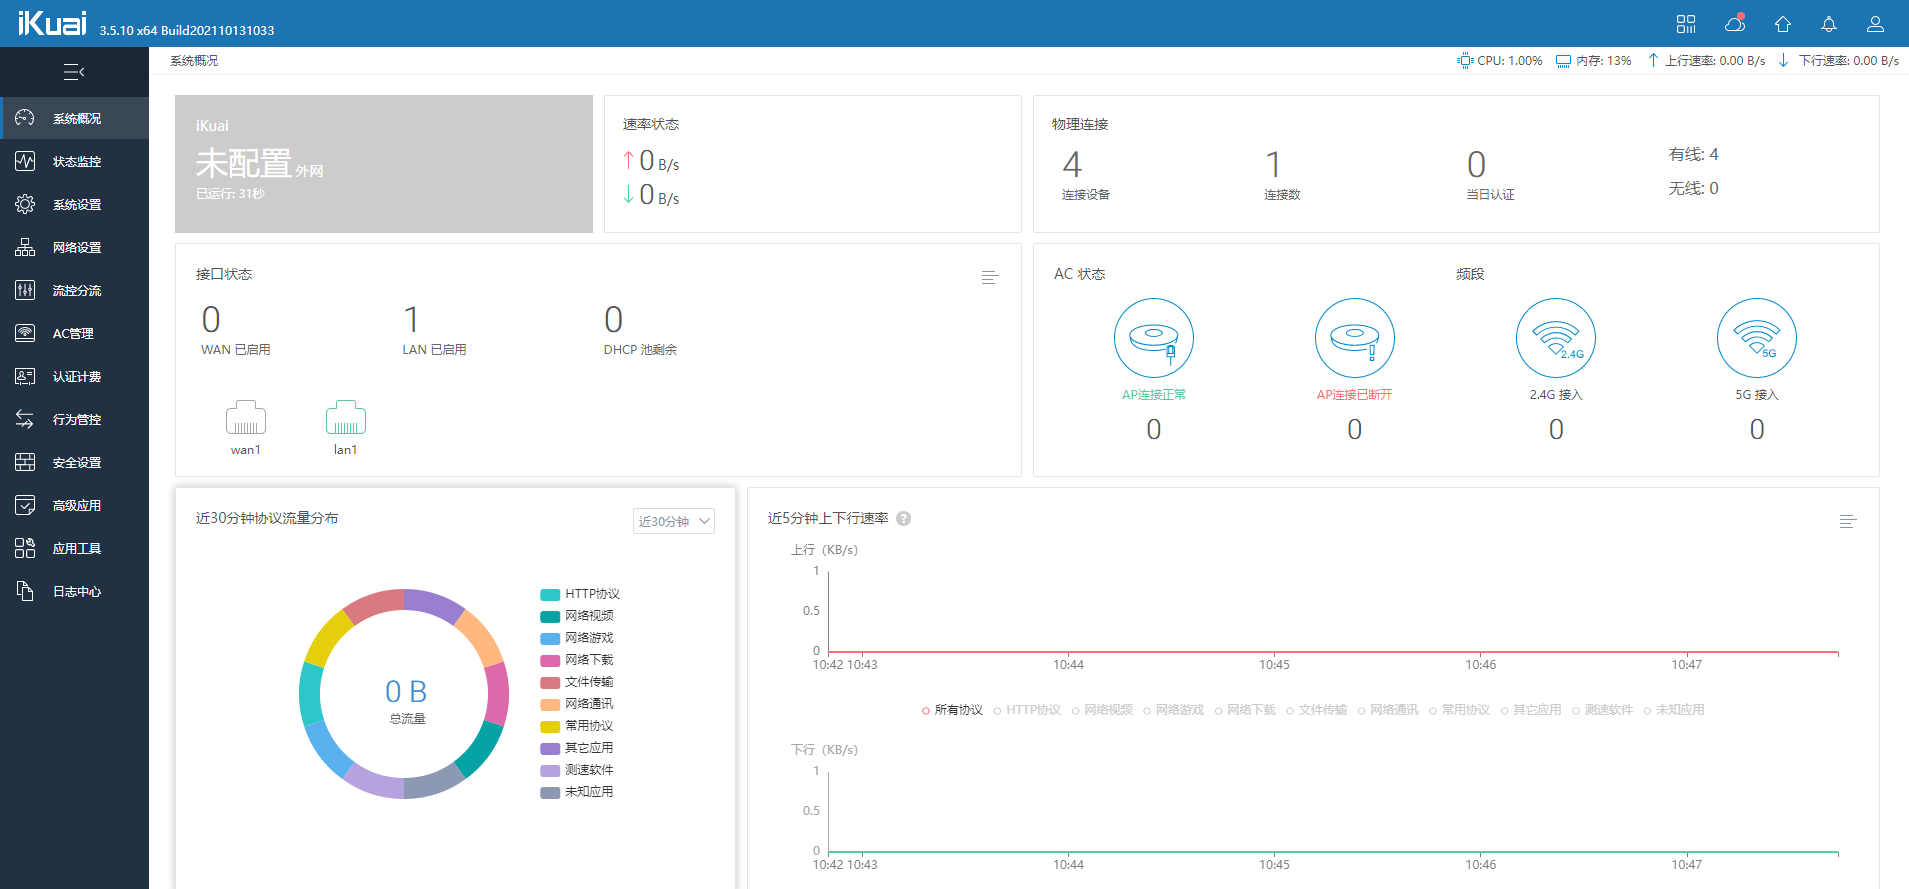 iKuai 3.5.10 x64 Build202110131033
系统概况
CPU: 1.00% 内存: 13% 上行速率: 0.00 B/s 下行速率: 0.00 B/s
系统概况
状态监控
系统设置
网络设置
流控分流
AC管理
认证计费
行为管控
安全设置
高级应用
应用工具
日志中心
iKuai
未配置 外网
已运行: 31秒
速率状态
0 B/s
0 B/s
物理连接
4
连接设备
1
连接数
0
当日认证
有线: 4
无线: 0
接口状态
0
WAN 已启用
1
LAN 已启用
0
DHCP 池剩余
wan1
lan1
AC 状态
频段
2.4G
5G
AP连接正常
0
AP连接已断开
0
2.4G 接入
0
5G 接入
0
近30分钟协议流量分布
近30分钟
0 B
总流量
HTTP协议
网络视频
网络游戏
网络下载
文件传输
网络通讯
常用协议
其它应用
测速软件
未知应用
近5分钟上下行速率 ?
上行（KB/s）
1
0.5
0
10:42 10:43 10:44 10:45 10:46 10:47
所有协议 HTTP协议 网络视频 网络游戏 网络下载 文件传输 网络通讯 常用协议 其它应用 测速软件 未知应用
下行（KB/s）
1
0.5
0
10:42 10:43 10:44 10:45 10:46 10:47